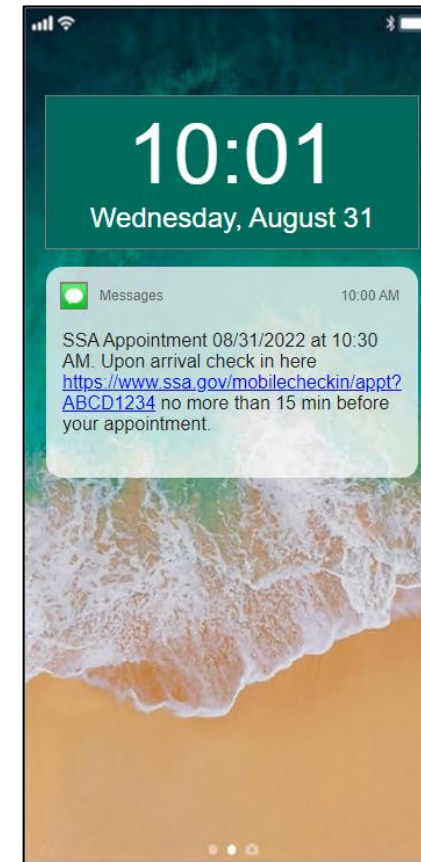 10:01
Wednesday, August 31
Messages 10:00 AM
SSA Appointment 08/31/2022 at 10:30
AM. Upon arrival check in here
https://www.ssa.gov/mobilecheckin/appt?
ABCD1234 no more than 15 min before
your appointment.